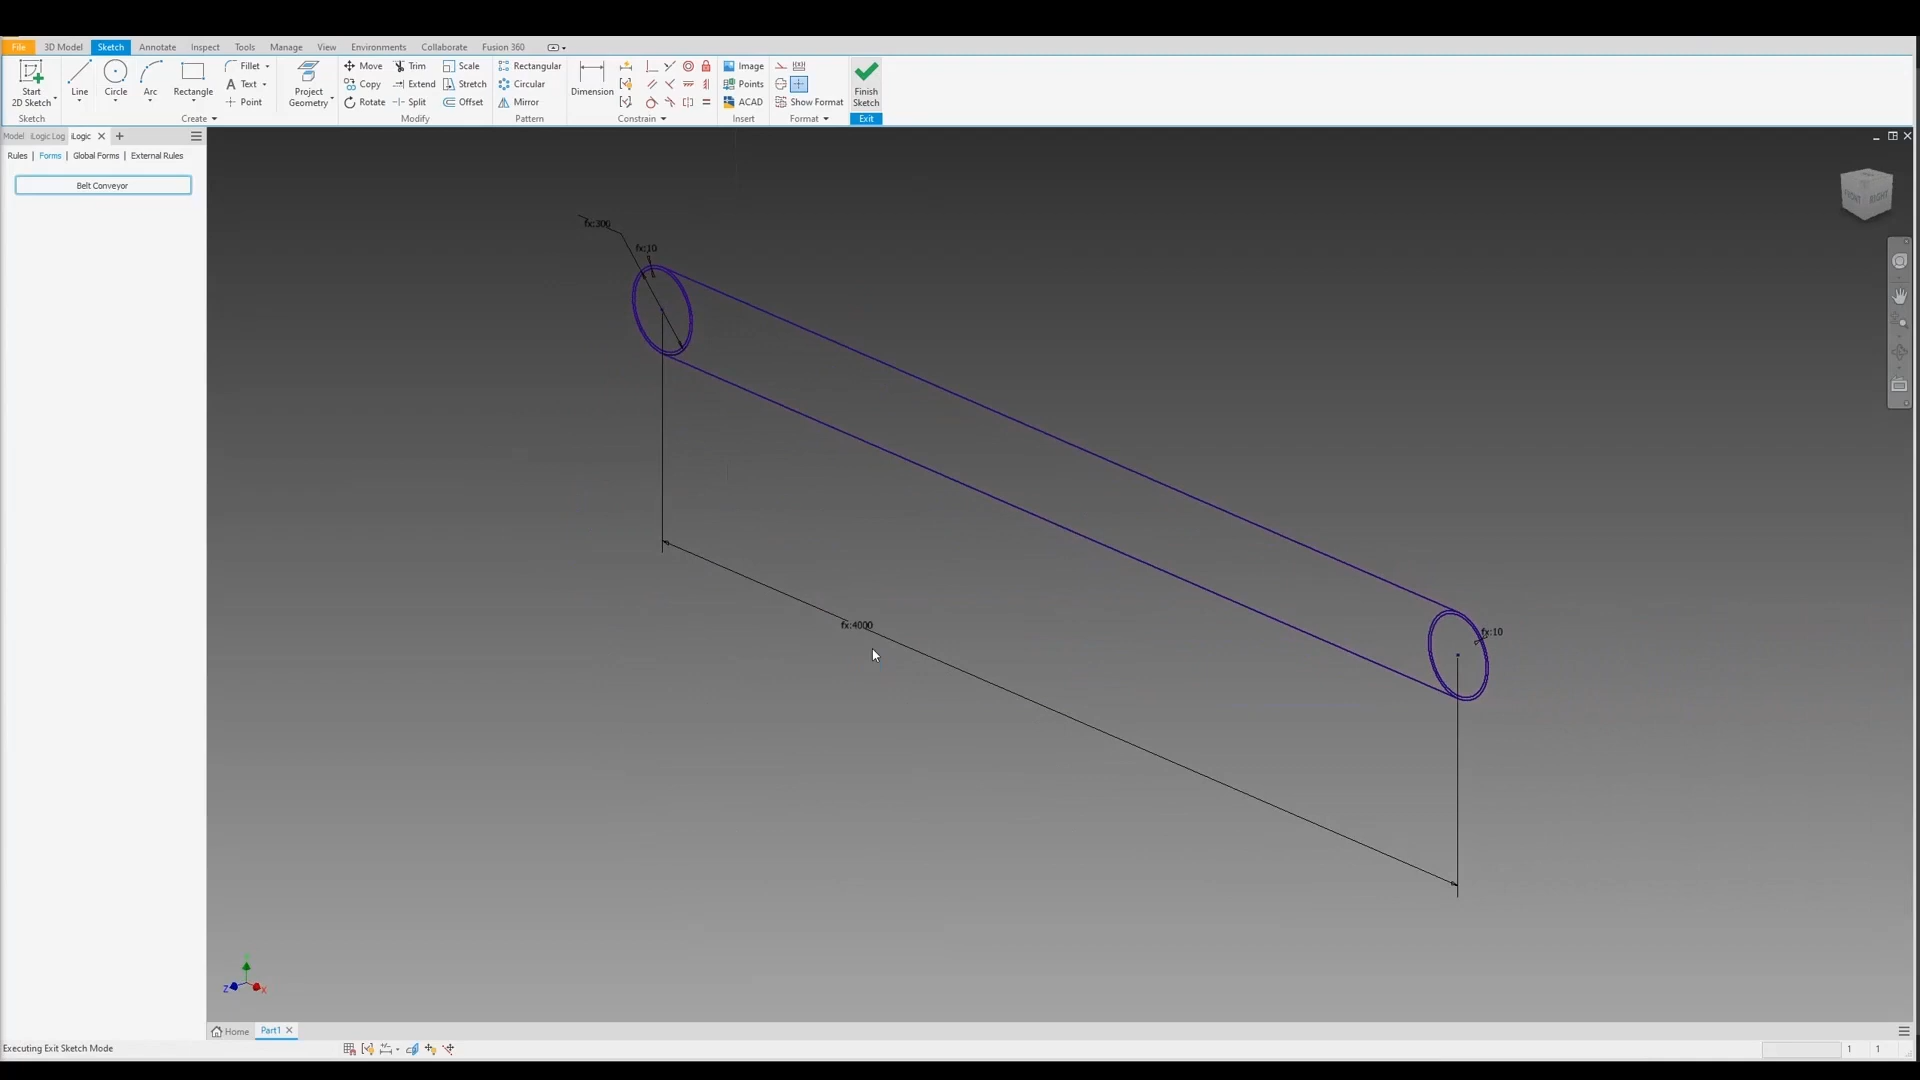 File 3D Model Sketch Annotate Inspect Tools Manage View Environments Collaborate Fusion 360
Start 2D Sketch Line Circle Arc Rectangle Fillet Text Point
Project Geometry
Move Trim Scale
Copy Extend Stretch
Rotate Split Offset
Rectangular
Circular
Mirror
Dimension
Image
Points
ACAD
Show Format
Finish Sketch
Sketch Create Modify Pattern Constrain Insert Format Exit
Model iLogic Log iLogic
Rules | Forms | Global Forms | External Rules
Belt Conveyor
FRONT RIGHT
fx:300
fx:10
fx:4000
fx:10
Z X
Home Part1
Executing Exit Sketch Mode
1 1